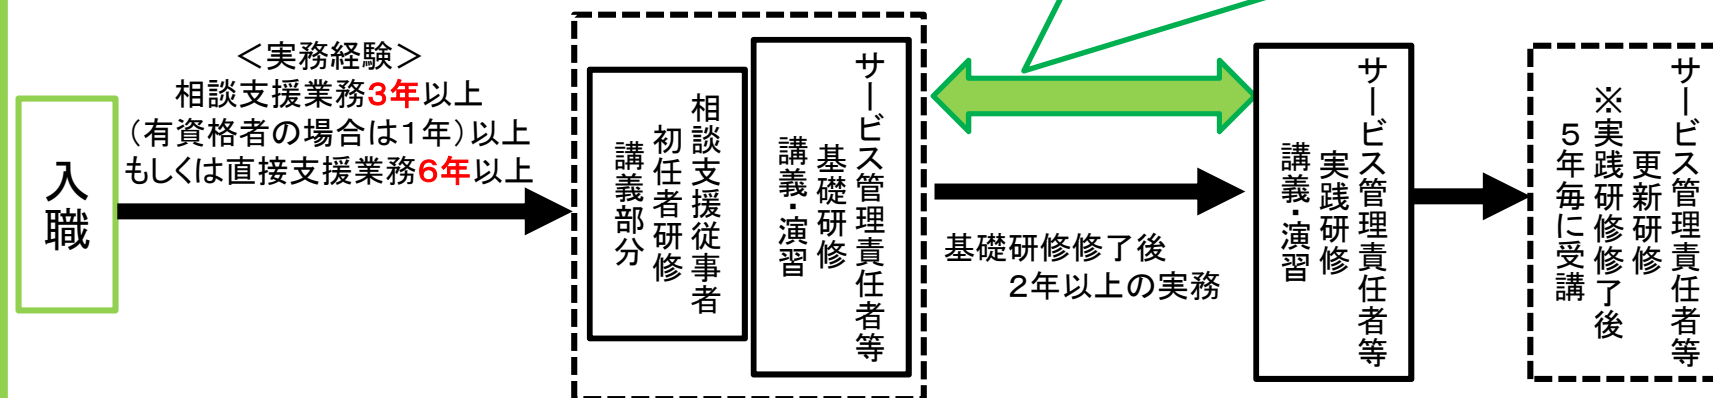 入職
＜実務経験＞
相談支援業務３年以上
（有資格者の場合は１年）以上
もしくは直接支援業務６年以上
相談支援従事者
初任者研修
講義部分
サービス管理責任者等
基礎研修
講義・演習
基礎研修修了後
２年以上の実務
サービス管理責任者等
実践研修
講義・演習
サービス管理責任者等
更新研修
※実践研修修了後
５年毎に受講